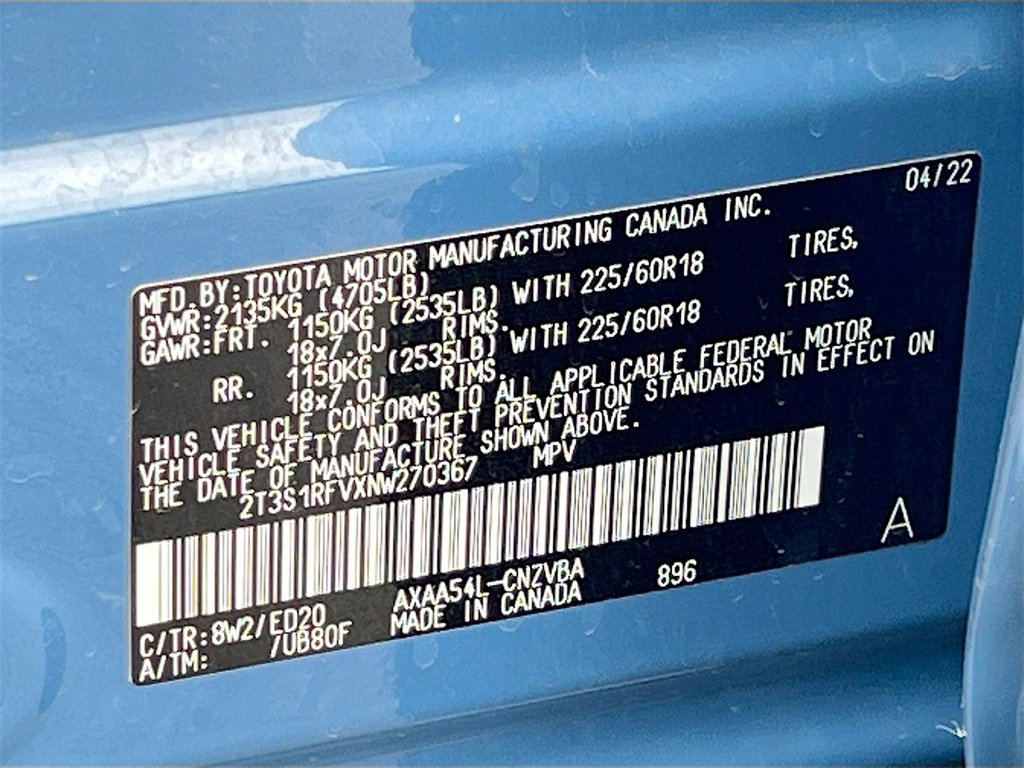 04/22
MFD.BY:TOYOTA MOTOR MANUFACTURING CANADA INC.
GVWR:2135KG (4705LB)
GAWR:FRT. 1150KG (2535LB) WITH 225/60R18 TIRES,
18x7.0J RIMS.
RR. 1150KG (2535LB) WITH 225/60R18 TIRES,
18x7.0J RIMS.
THIS VEHICLE CONFORMS TO ALL APPLICABLE FEDERAL MOTOR
VEHICLE SAFETY AND THEFT PREVENTION STANDARDS IN EFFECT ON
THE DATE OF MANUFACTURE SHOWN ABOVE.
2T3S1RFVXNW270367 MPV
A
C/TR:8W2/ED20 AXAA54L-CNZVBA 896
A/TM: /UB80F MADE IN CANADA